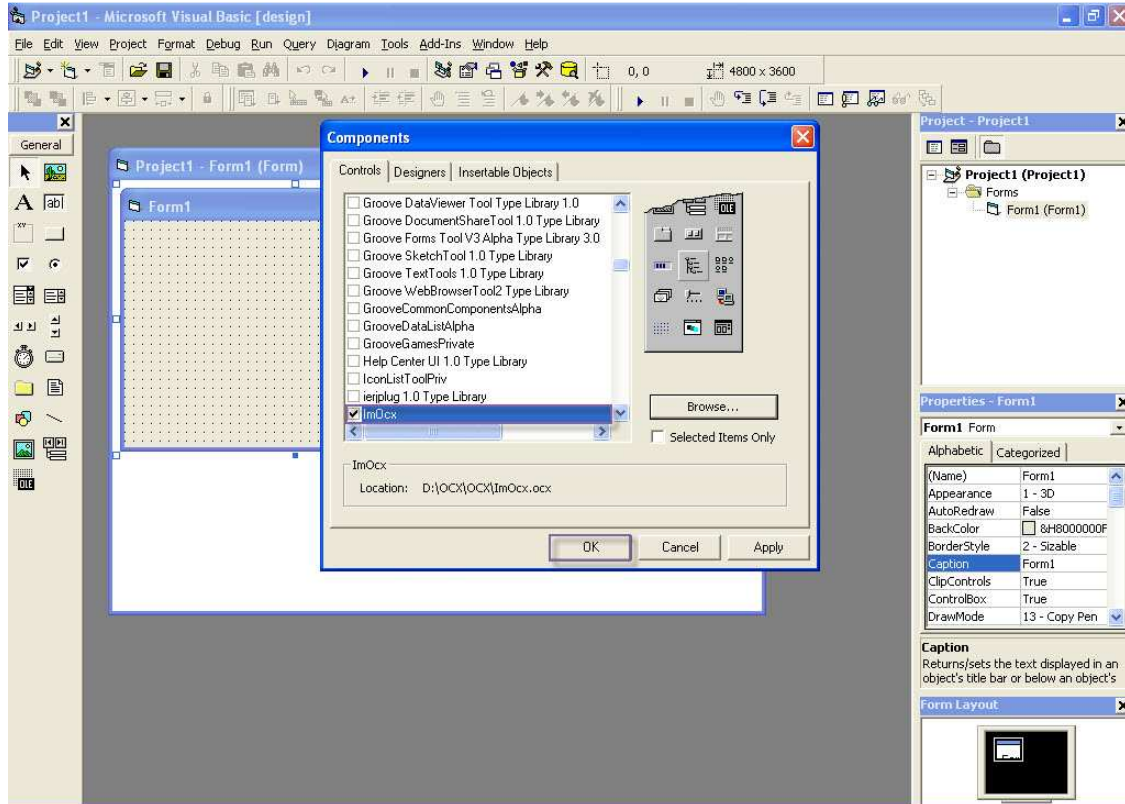 Project1 - Microsoft Visual Basic [design]
File Edit View Project Format Debug Run Query Diagram Tools Add-Ins Window Help
0, 0 4800 x 3600
General
Project1 - Form1 (Form)
Form1
Components
Controls Designers Insertable Objects
Groove DataViewer Tool Type Library 1.0
Groove DocumentShareTool 1.0 Type Library
Groove Forms Tool V3 Alpha Type Library 3.0
Groove SketchTool 1.0 Type Library
Groove TextTools 1.0 Type Library
Groove WebBrowserTool2 Type Library
GrooveCommonComponentsAlpha
GrooveDataListAlpha
GrooveGamesPrivate
Help Center UI 1.0 Type Library
IconListToolPriv
ierjplug 1.0 Type Library
ImOcx
OLE
Browse...
Selected Items Only
ImOcx
Location: D:\OCX\OCX\ImOcx.ocx
OK Cancel Apply
A ab|
OLE
Project - Project1
Project1 (Project1)
Forms
Form1 (Form1)
Properties - Form1
Form1 Form
Alphabetic Categorized
(Name) Form1
Appearance 1 - 3D
AutoRedraw False
BackColor &H8000000F
BorderStyle 2 - Sizable
Caption Form1
ClipControls True
ControlBox True
DrawMode 13 - Copy Pen
Caption
Returns/sets the text displayed in an
object's title bar or below an object's
Form Layout